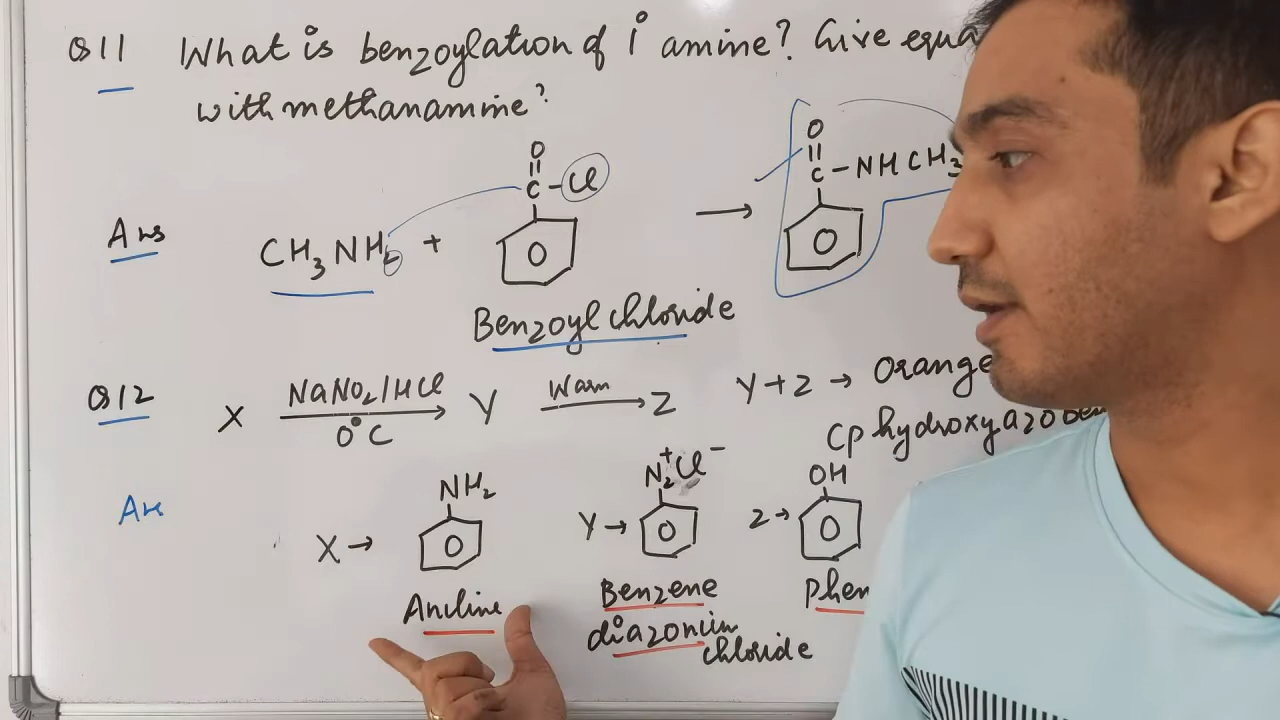 Q11 What is benzoylation of 1° amine? Give equa
with methanamine?
O
O
C-Cl
C-NHCH3
Ans
CH3NH2 +
→
Benzoyl chloride
Q12 X NaNO2/HCl Y Warm Z Y+Z → Orange
0°C
(p hydroxyazoben
Ans
NH2
N2+Cl-
OH
X→
Y→
Z→
Aniline
Benzene
Phen
diazonium
chloride